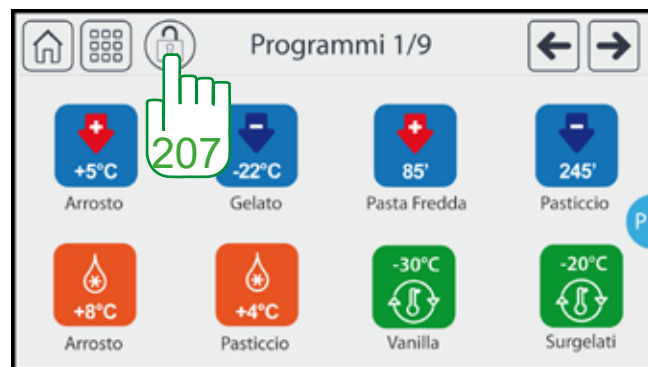 Programmi 1/9
207
+
+5°C
-
-22°C
+
85'
-
245'
Arrosto
Gelato
Pasta Fredda
Pasticcio
P
+8°C
+4°C
-30°C
-20°C
Arrosto
Pasticcio
Vanilla
Surgelati